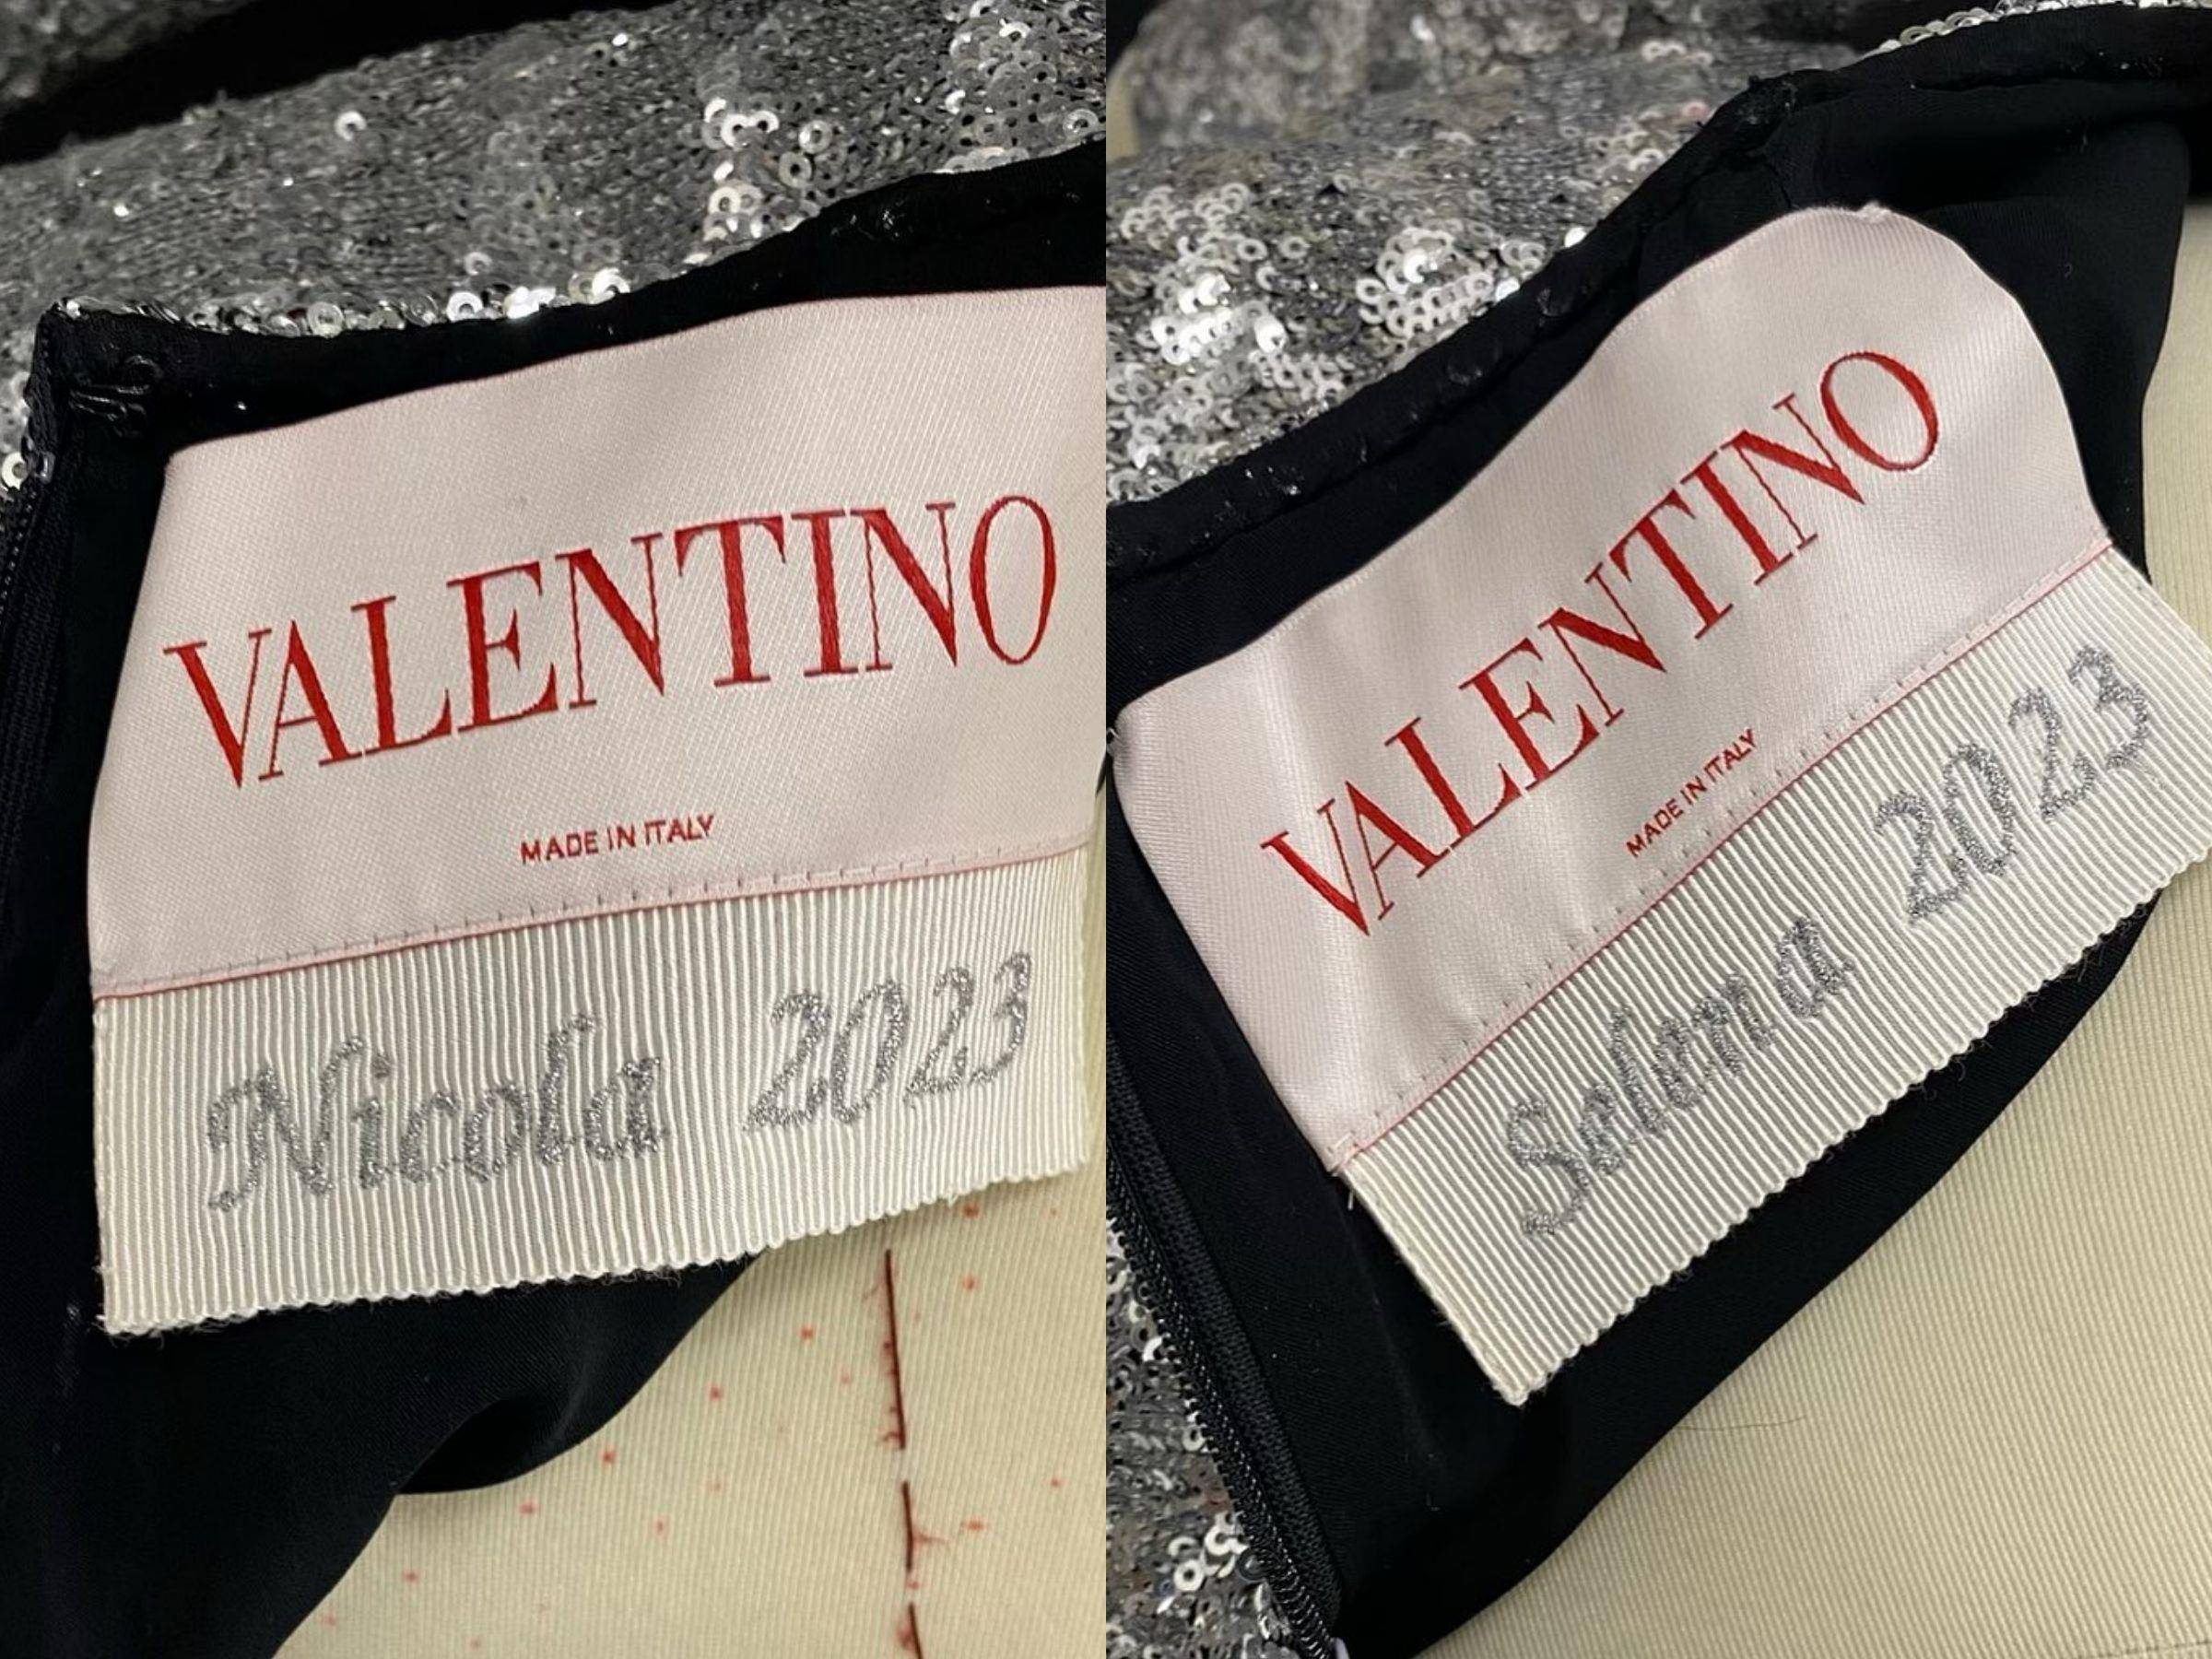 VALENTINO
MADE IN ITALY
Nicola 2023
VALENTINO
MADE IN ITALY
Selena 2023